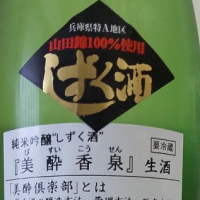 兵庫県特A地区
山田錦100%使用
しずく酒
純米吟醸"しずく酒"
要冷蔵
びすいこうせん
『美酔香泉』生酒
「美酔倶楽部」とは